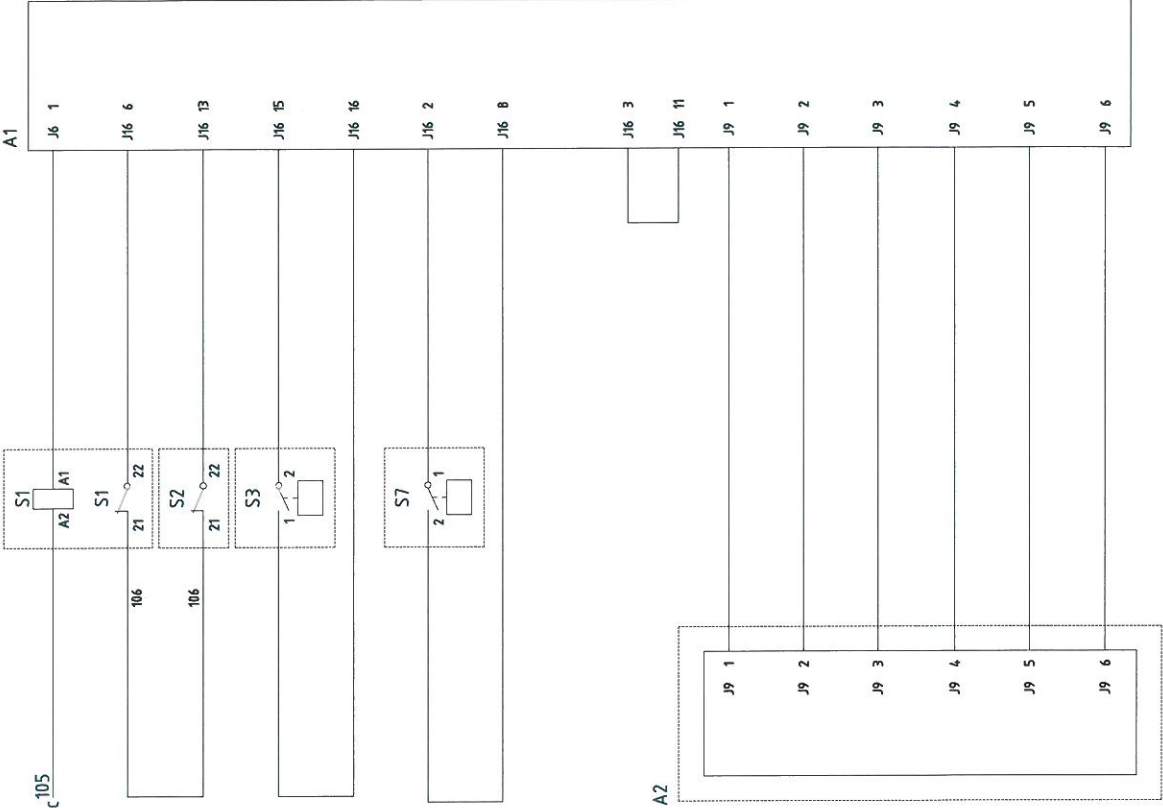 A1
J6 1
J16 6
J16 13
J16 15
J16 16
J16 2
J16 8
J16 3
J16 11
J9 1
J9 2
J9 3
J9 4
J9 5
J9 6
S1
A2 A1
S1
21 22
S2
21 22
S3
1 2
S7
2 1
106
106
105
C
A2
J9 1
J9 2
J9 3
J9 4
J9 5
J9 6